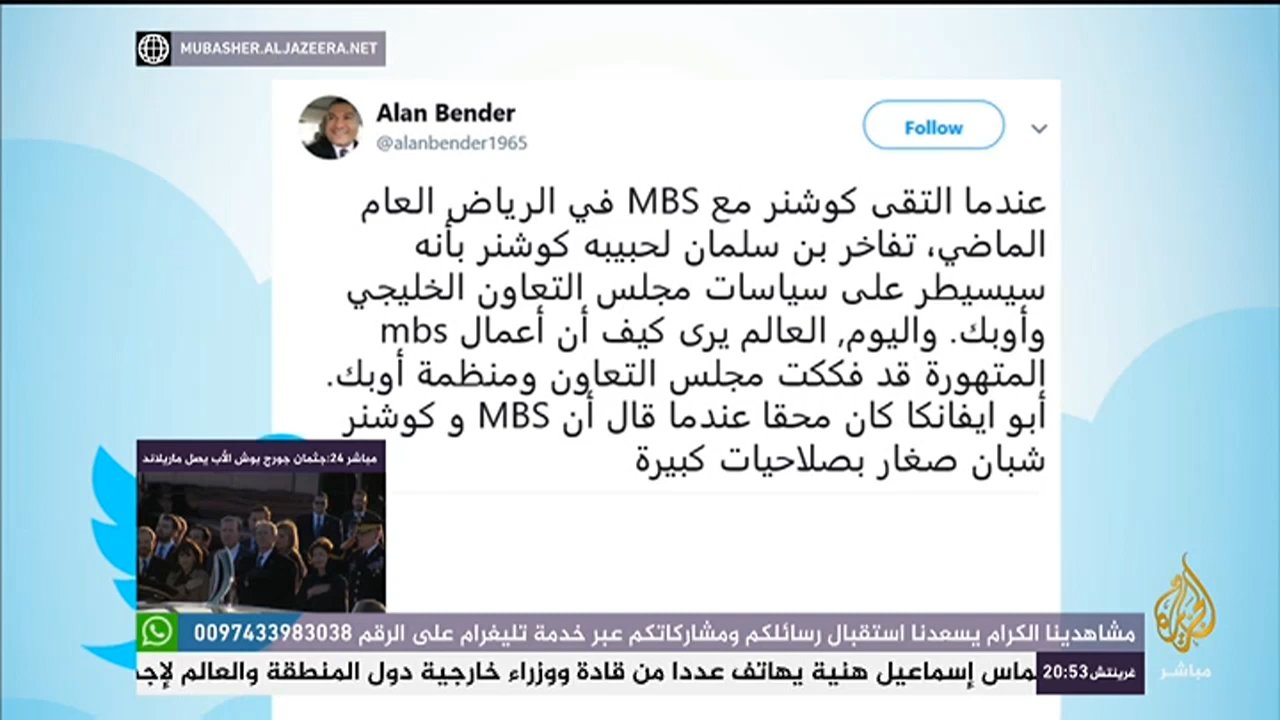 MUBASHER.ALJAZEERA.NET
Alan Bender
@alanbender1965
Follow
عندما التقى كوشنر مع MBS في الرياض العام
الماضي، تفاخر بن سلمان لحبيبه كوشنر بأنه
سيسيطر على سياسات مجلس التعاون الخليجي
وأوبك. واليوم, العالم يرى كيف أن أعمال mbs
المتهورة قد فككت مجلس التعاون ومنظمة أوبك.
أبو ايفانكا كان محقا عندما قال أن MBS و كوشنر
شبان صغار بصلاحيات كبيرة
مباشر 24:جثمان جورج بوش الأب يصل ماريلاند
مشاهدينا الكرام يسعدنا استقبال رسائلكم ومشاركاتكم عبر خدمة تليغرام على الرقم 0097433983038
غرينتش 20:53
ماس إسماعيل هنية يهاتف عددا من قادة ووزراء خارجية دول المنطقة والعالم لإجد
الجزيرة
مباشر